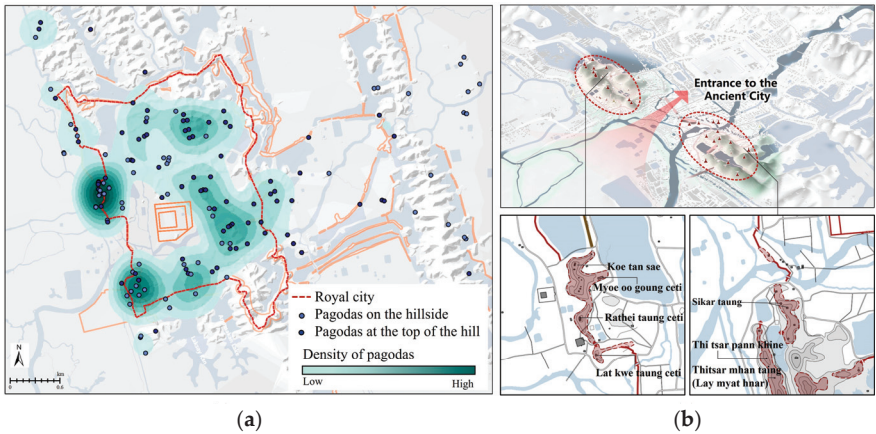 N
0
0.6
km
Royal city
Pagodas on the hillside
Pagodas at the top of the hill
Density of pagodas
Low
High
(a)
Entrance to the
Ancient City
Koe tan sae
Myoe oo goung ceti
Rathei taung ceti
Lat kwe taung ceti
Sikar taung
Thi tsar pann khine
Thitsar mhan taing
(Lay myat hnar)
(b)